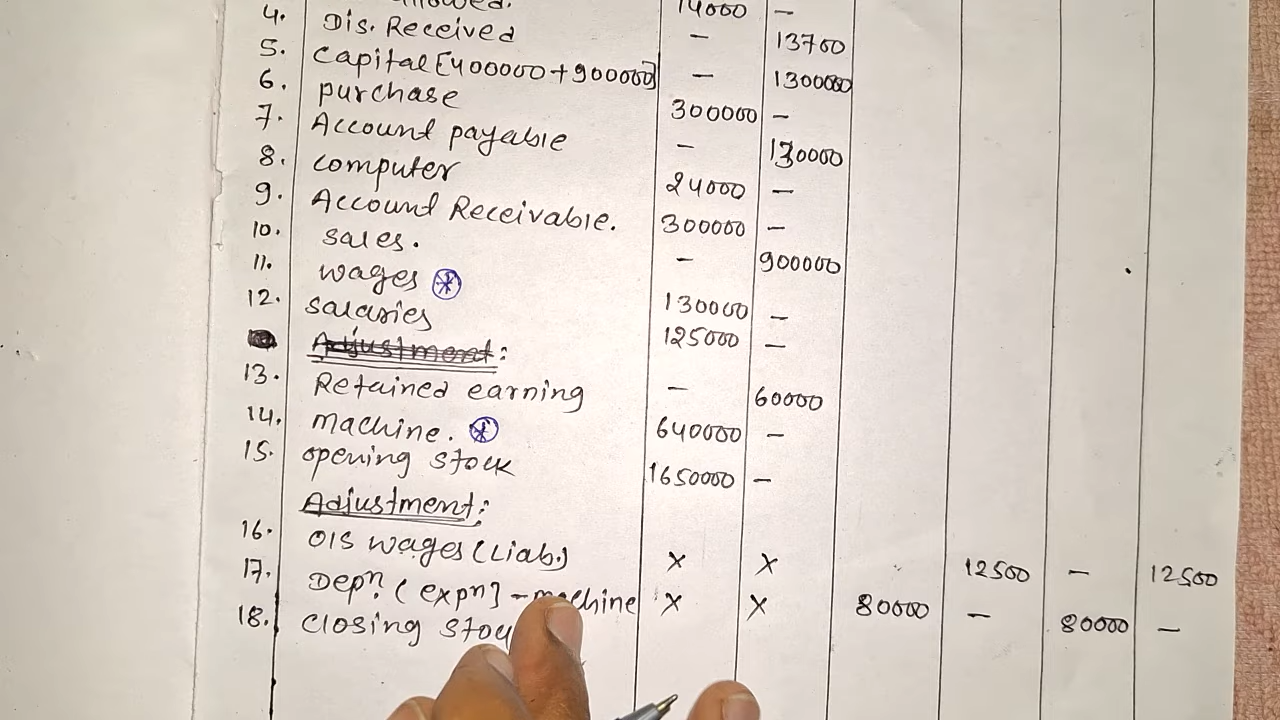 allowed. 14000 -
4. Dis. Received - 13700
5. Capital [400000+900000] - 1300000
6. purchase 300000 -
7. Account payable - 130000
8. computer 24000 -
9. Account Receivable. 300000 -
10. sales. - 900000
11. wages * 130000 -
12. salaries 125000 -
Adjustment:
13. Retained earning - 60000
14. machine. * 640000 -
15. opening stock 1650000 -
Adjustment:
16. O/S wages (Liab.) x x 12500 - 12500
17. Depn. (expn] - machine x x 80000 - 80000 -
18. closing